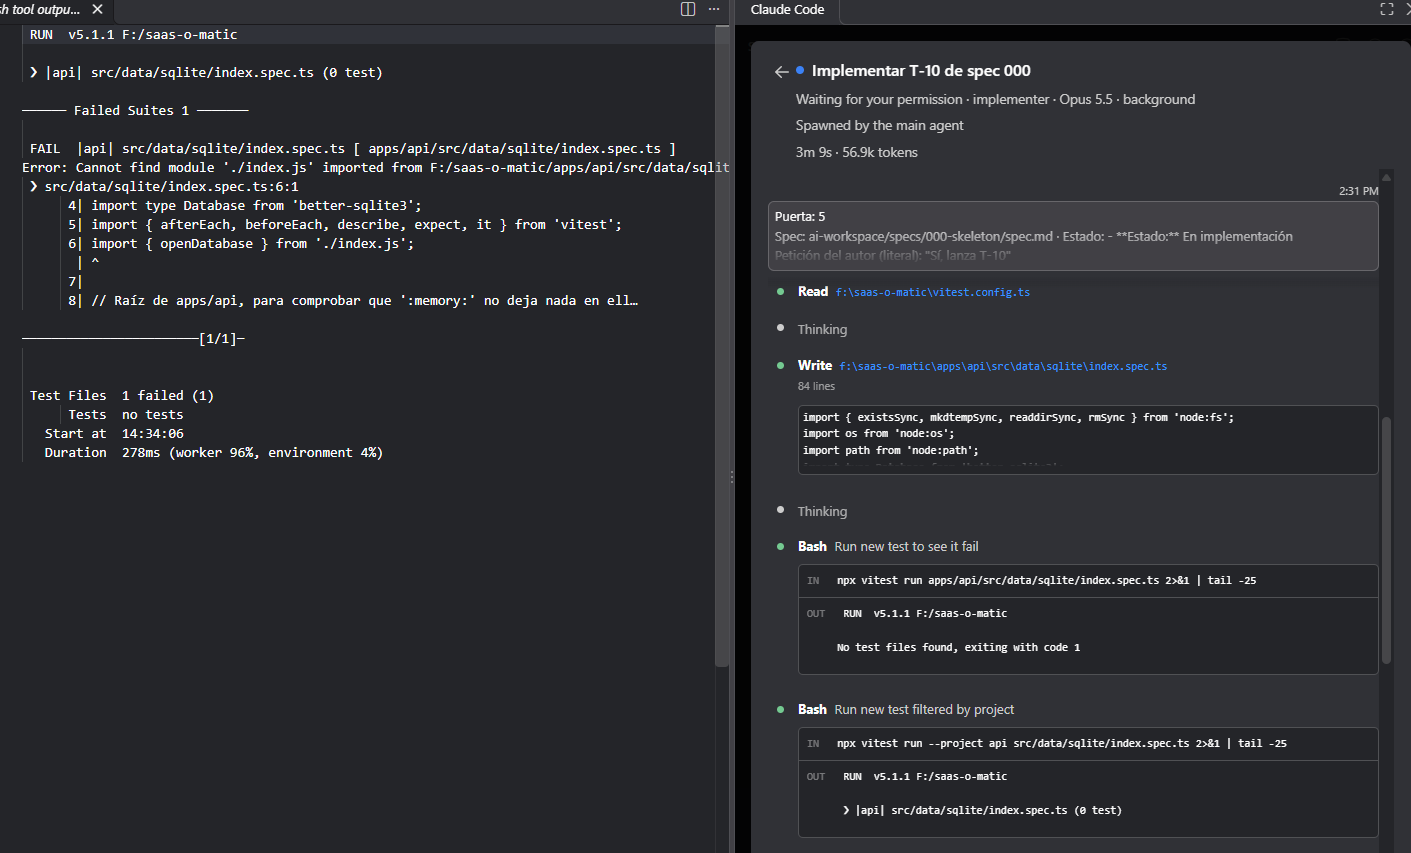 sh tool outpu...
RUN v5.1.1 F:/saas-o-matic
❯ |api| src/data/sqlite/index.spec.ts (0 test)
Failed Suites 1
FAIL |api| src/data/sqlite/index.spec.ts [ apps/api/src/data/sqlite/index.spec.ts ]
Error: Cannot find module './index.js' imported from F:/saas-o-matic/apps/api/src/data/sqlit
❯ src/data/sqlite/index.spec.ts:6:1
4| import type Database from 'better-sqlite3';
5| import { afterEach, beforeEach, describe, expect, it } from 'vitest';
6| import { openDatabase } from './index.js';
| ^
7|
8| // Raíz de apps/api, para comprobar que ':memory:' no deja nada en ell…
[1/1]
Test Files 1 failed (1)
Tests no tests
Start at 14:34:06
Duration 278ms (worker 96%, environment 4%)
Claude Code
Implementar T-10 de spec 000
Waiting for your permission · implementer · Opus 5.5 · background
Spawned by the main agent
3m 9s · 56.9k tokens
2:31 PM
Puerta: 5
Spec: ai-workspace/specs/000-skeleton/spec.md · Estado: - **Estado:** En implementación
Petición del autor (literal): "Sí, lanza T-10"
Read f:\saas-o-matic\vitest.config.ts
Thinking
Write f:\saas-o-matic\apps\api\src\data\sqlite\index.spec.ts
84 lines
import { existsSync, mkdtempSync, readdirSync, rmSync } from 'node:fs';
import os from 'node:os';
import path from 'node:path';
Thinking
Bash Run new test to see it fail
IN npx vitest run apps/api/src/data/sqlite/index.spec.ts 2>&1 | tail -25
OUT RUN v5.1.1 F:/saas-o-matic
No test files found, exiting with code 1
Bash Run new test filtered by project
IN npx vitest run --project api src/data/sqlite/index.spec.ts 2>&1 | tail -25
OUT RUN v5.1.1 F:/saas-o-matic
❯ |api| src/data/sqlite/index.spec.ts (0 test)